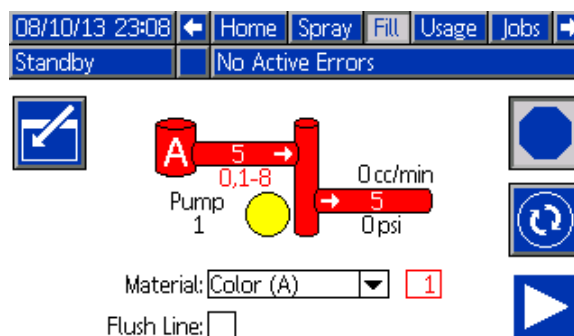 08/10/13 23:08 Home Spray Fill Usage Jobs
Standby No Active Errors
A 5
0,1-8
0 cc/min
Pump
1
5
0 psi
Material: Color (A) 1
Flush Line: